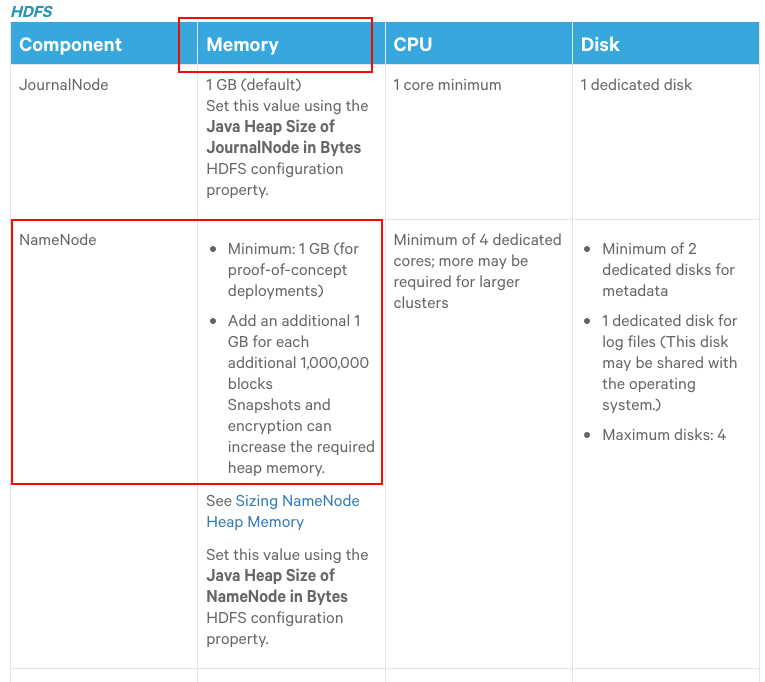 HDFS
Component
Memory
CPU
Disk
JournalNode
1 GB (default)
Set this value using the
Java Heap Size of
JournalNode in Bytes
HDFS configuration
property.
1 core minimum
1 dedicated disk
NameNode
Minimum: 1 GB (for
proof-of-concept
deployments)
Add an additional 1
GB for each
additional 1,000,000
blocks
Snapshots and
encryption can
increase the required
heap memory.
See Sizing NameNode
Heap Memory
Set this value using the
Java Heap Size of
NameNode in Bytes
HDFS configuration
property.
Minimum of 4 dedicated
cores; more may be
required for larger
clusters
Minimum of 2
dedicated disks for
metadata
1 dedicated disk for
log files (This disk
may be shared with
the operating
system.)
Maximum disks: 4